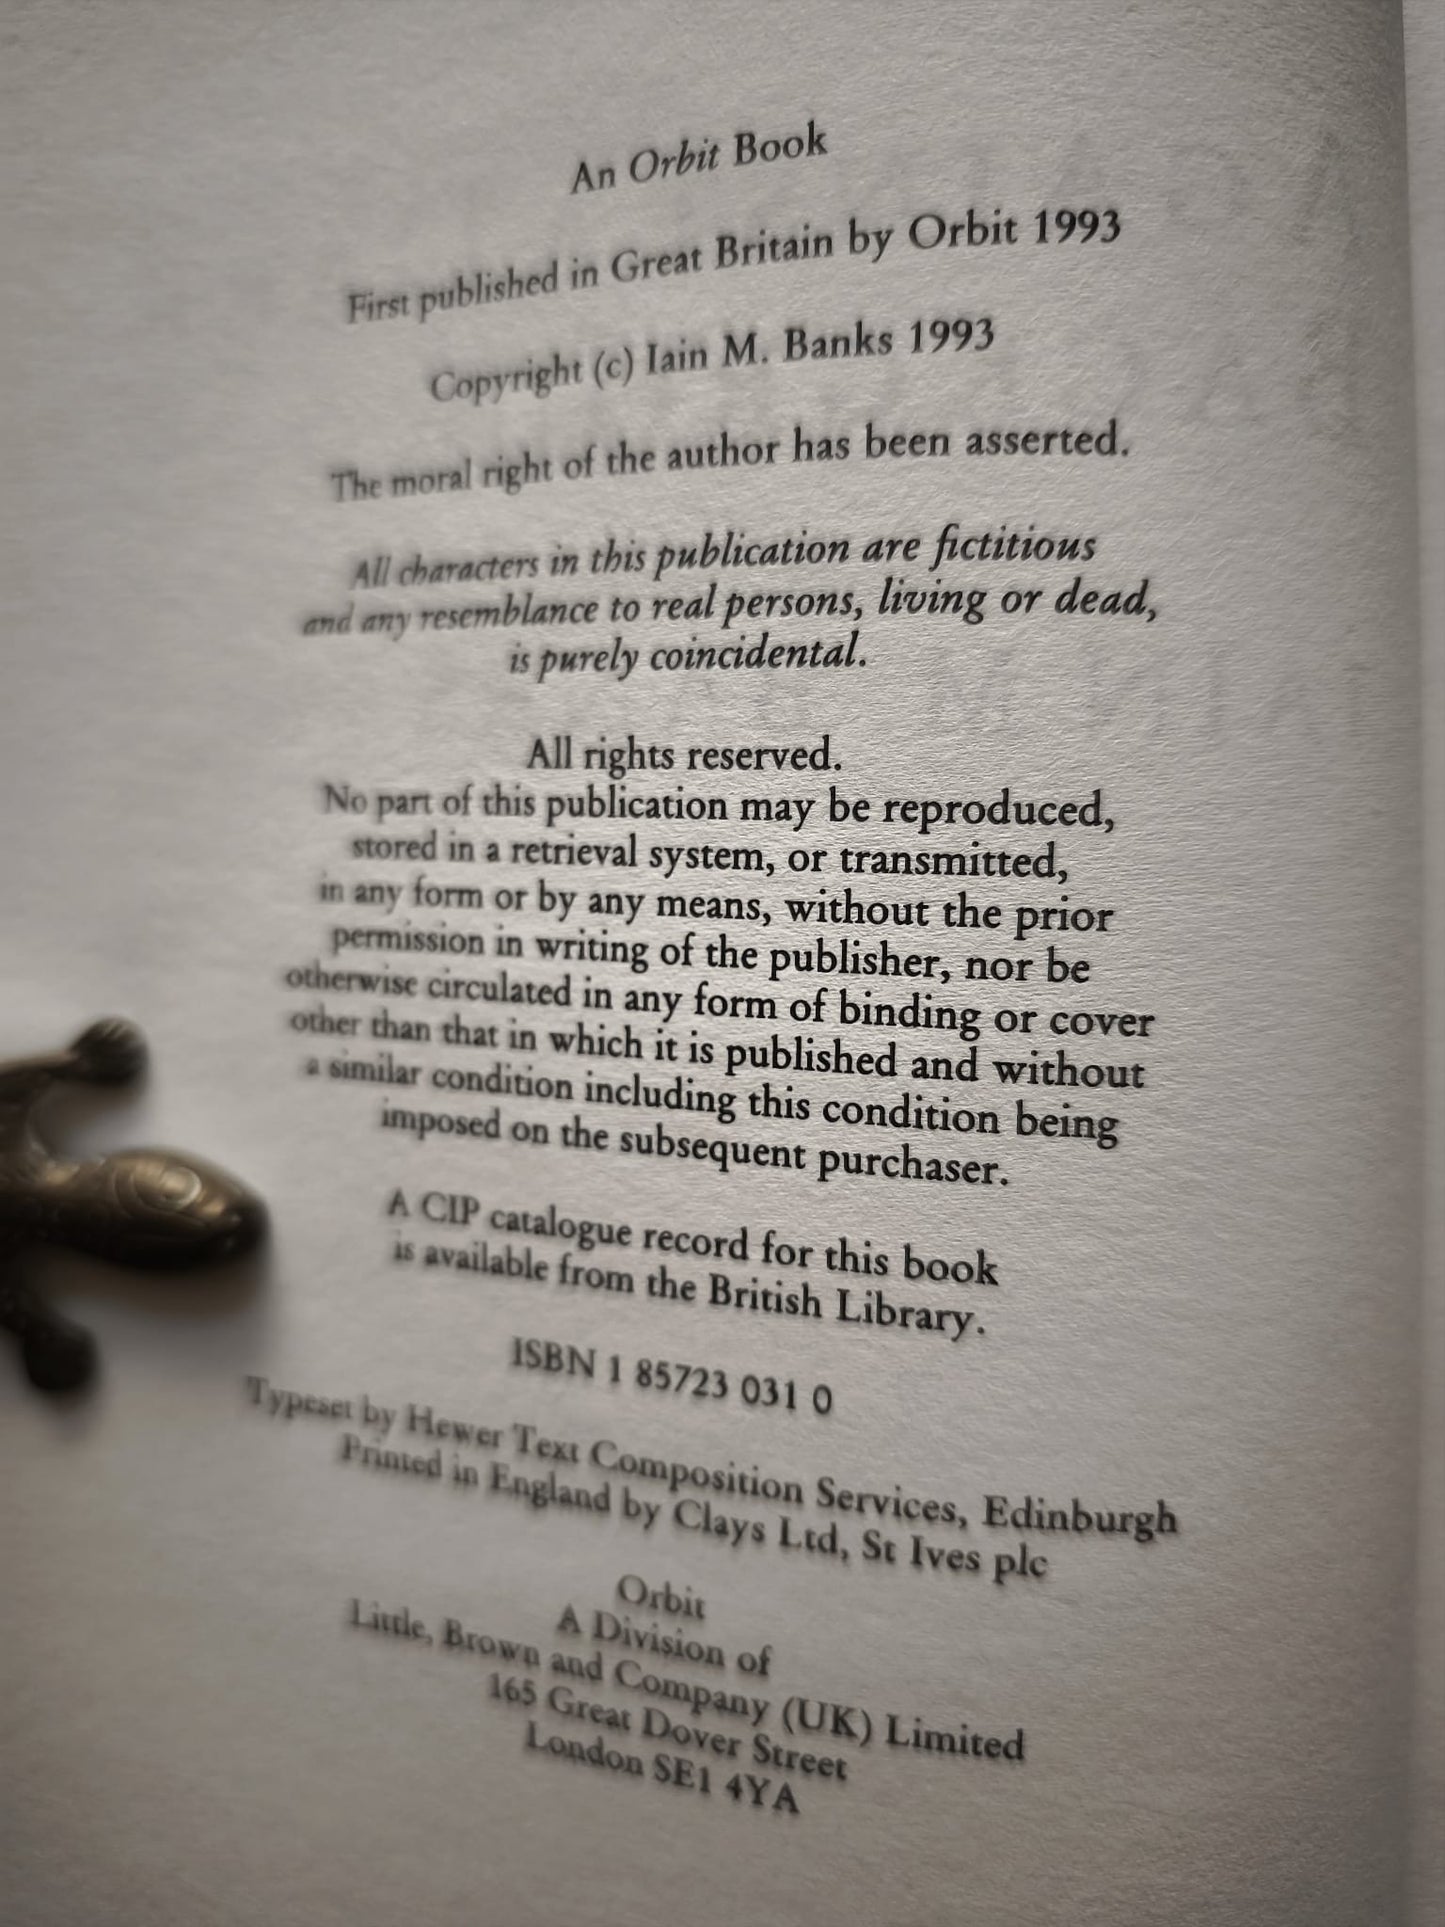 An Orbit Book
First published in Great Britain by Orbit 1993
Copyright (c) Iain M. Banks 1993
The moral right of the author has been asserted.
All characters in this publication are fictitious
and any resemblance to real persons, living or dead,
is purely coincidental.
All rights reserved.
No part of this publication may be reproduced,
stored in a retrieval system, or transmitted,
in any form or by any means, without the prior
permission in writing of the publisher, nor be
otherwise circulated in any form of binding or cover
other than that in which it is published and without
a similar condition including this condition being
imposed on the subsequent purchaser.
A CIP catalogue record for this book
is available from the British Library.
ISBN 1 85723 031 0
Typeset by Hewer Text Composition Services, Edinburgh
Printed in England by Clays Ltd, St Ives plc
Orbit
A Division of
Little, Brown and Company (UK) Limited
165 Great Dover Street
London SE1 4YA